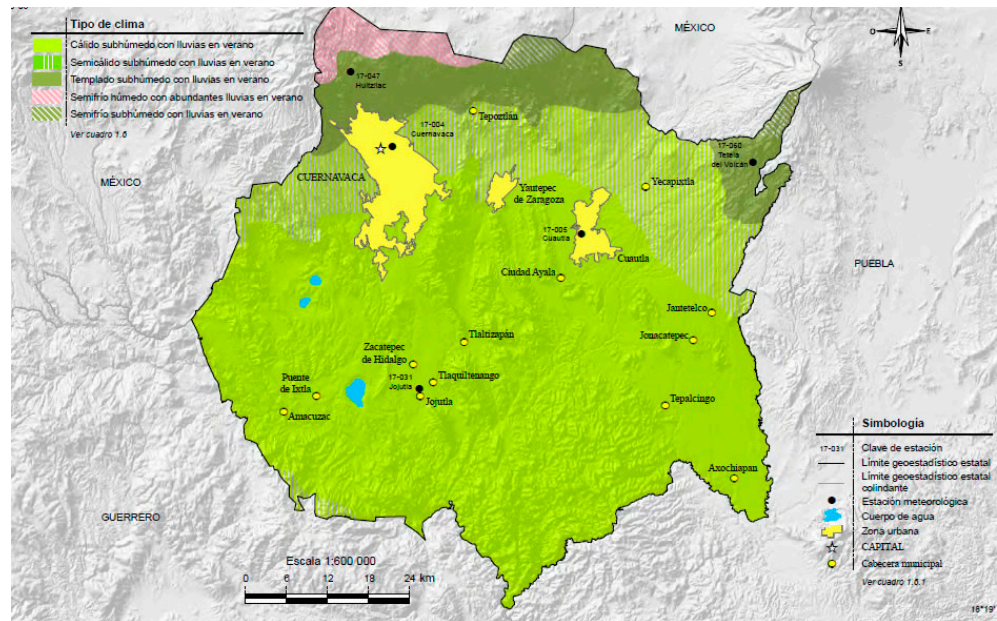 Tipo de clima
Cálido subhúmedo con lluvias en verano
Semicálido subhúmedo con lluvias en verano
Templado subhúmedo con lluvias en verano
Semifrío húmedo con abundantes lluvias en verano
Semifrío subhúmedo con lluvias en verano
Ver cuadro 1.6
MÉXICO
E
S
17-047
Huitzilac
Tepoztlán
17-004
Cuernavaca
17-060
Tetela
del Volcán
MÉXICO
CUERNAVACA
Yecapixtla
Yautepec
de Zaragoza
17-005
Cuautla
Cuautla
PUEBLA
Ciudad Ayala
Jantetelco
Tlaltizapán
Jonacatepec
Zacatepec
de Hidalgo
17-031
Jojutla
Tlaquiltenango
Puente
de Ixtla
Jojutla
Tepalcingo
Amacuzac
Axochiapan
GUERRERO
Escala 1:600 000
0 6 12 18 24 km
Simbología
17-031 Clave de estación
Límite geoestadístico estatal
Límite geoestadístico estatal
colindante
Estación meteorológica
Cuerpo de agua
Zona urbana
CAPITAL
Cabecera municipal
Ver cuadro 1.6.1